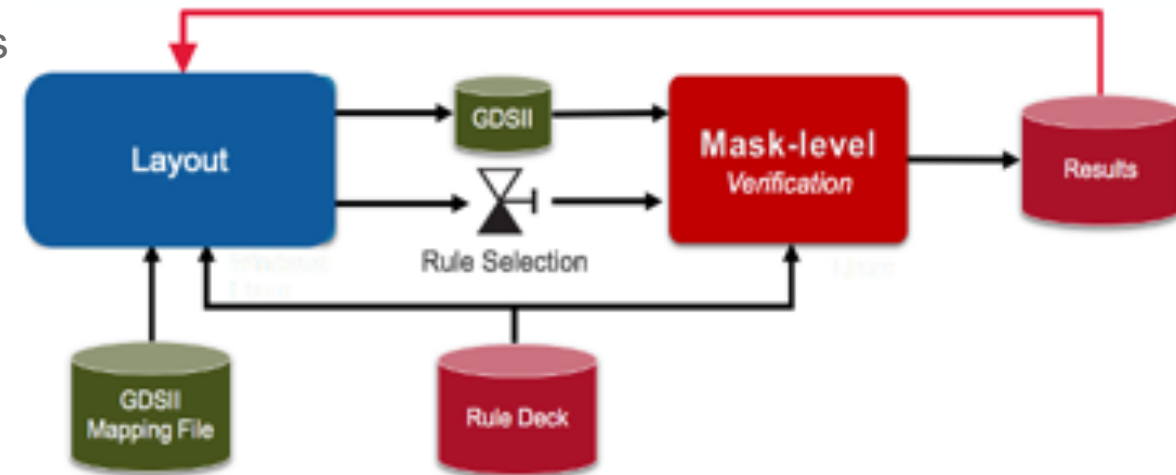 s
GDSII
Layout
Mask-level
Verification
Results
Rule Selection
GDSII
Mapping File
Rule Deck